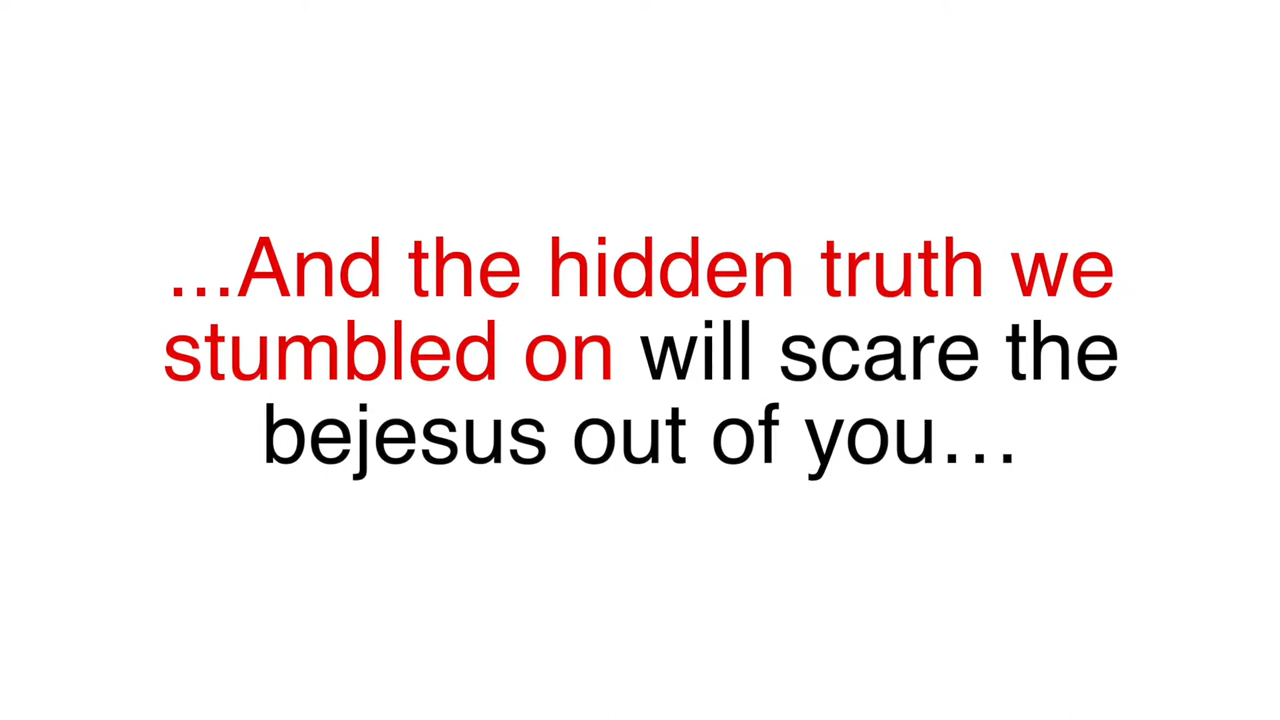 ...And the hidden truth we
stumbled on will scare the
bejesus out of you…